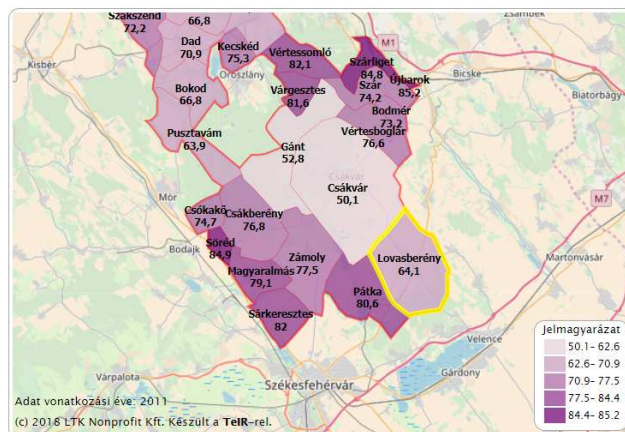 Szákszend
72,2
66,8
Dad
70,9
Kecskéd
75,3
Oroszlány
Kisbér
Bokod
66,8
Vértessomló
82,1
Várgesztes
81,6
M1
Zsámbék
Szárliget
84,8
Újbarok
85,2
Szár
74,2
Bicske
Biatorbágy
Bodmér
73,2
Vértesboglár
76,6
Pusztavám
63,9
Gánt
52,8
Csákvár
Csákvár
50,1
Mór
M7
Csókakő
74,7
Csákberény
76,8
Bodajk
Söréd
84,9
Zámoly
77,5
Magyaralmás
79,1
Lovasberény
64,1
Martonvásár
Pátka
80,6
Sárkeresztes
82
Velence
Gárdony
Várpalota
Székesfehérvár
Jelmagyarázat
50.1- 62.6
62.6- 70.9
70.9- 77.5
77.5- 84.4
84.4- 85.2
Adat vonatkozási éve: 2011
(c) 2018 LTK Nonprofit Kft. Készült a TeIR-rel.